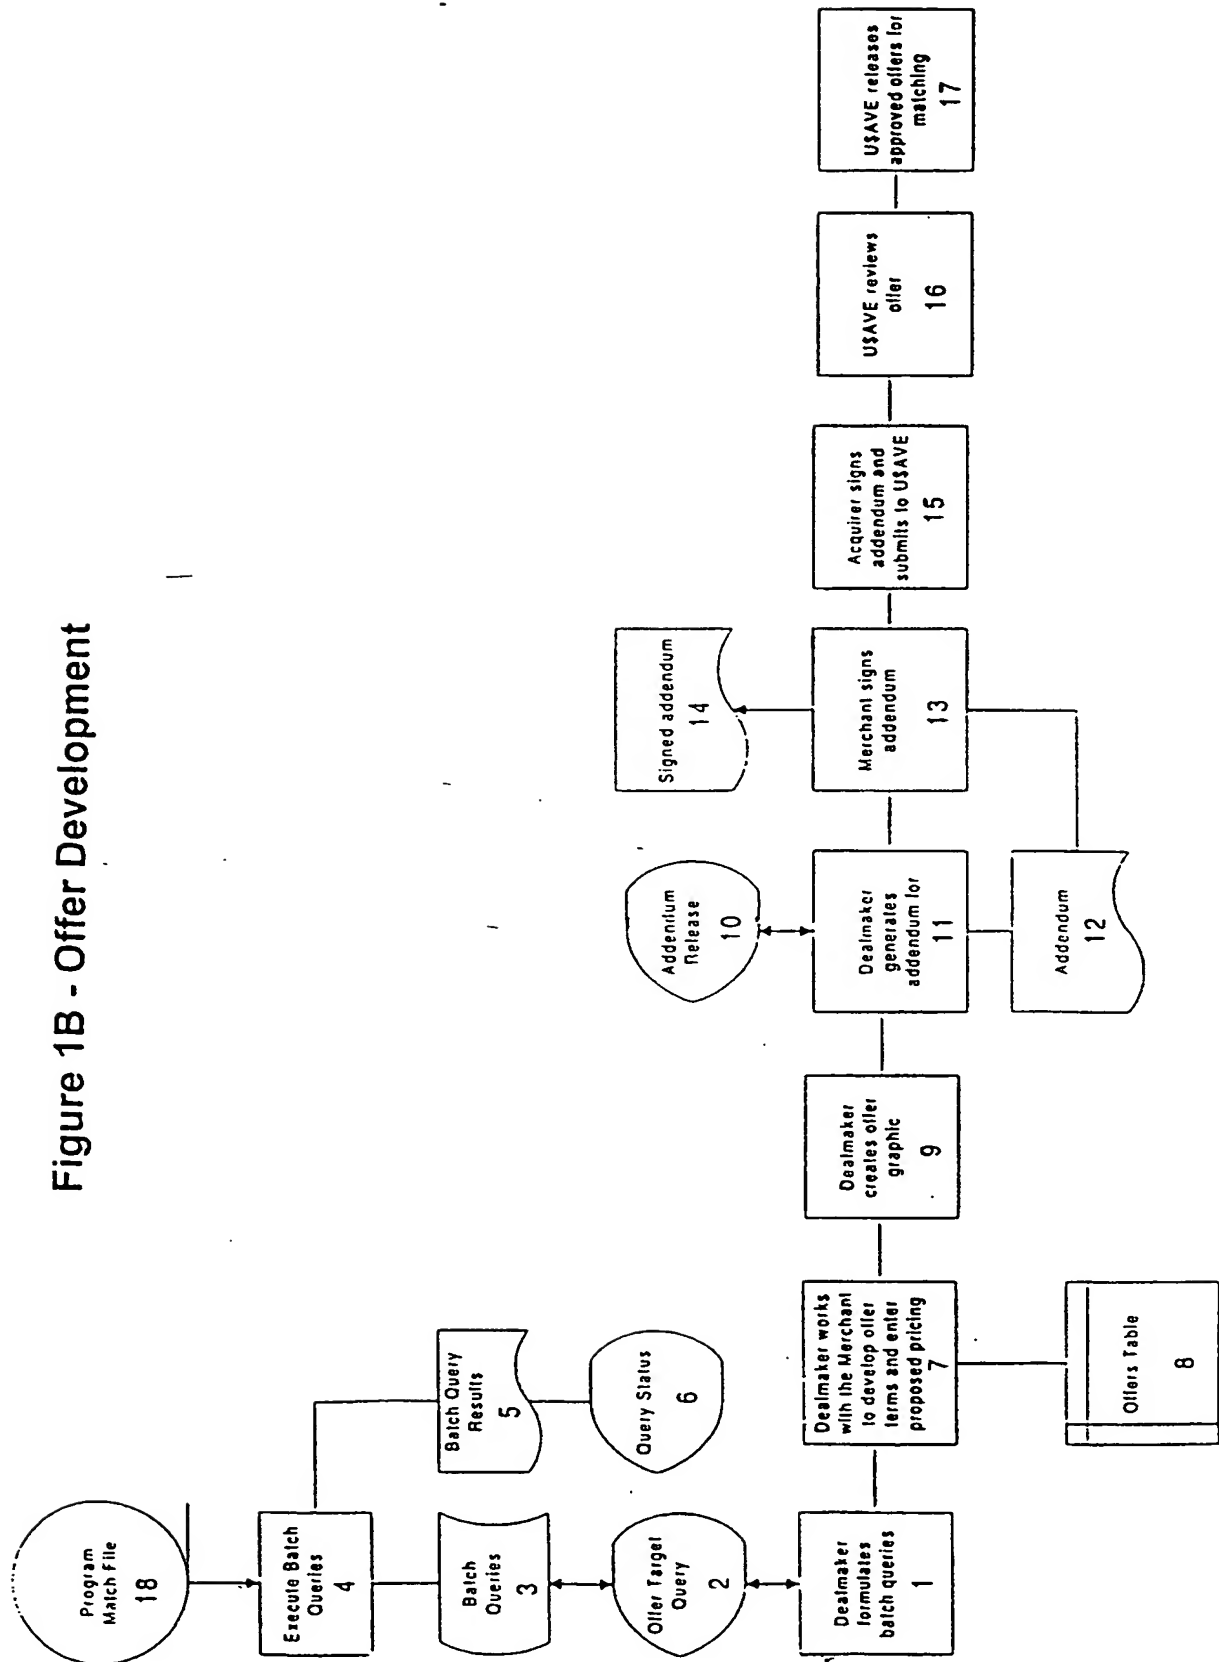 Figure 1B - Offer Development
Program
Match File
18
Execute Batch
Queries
4
Batch
Queries
3
Offer Target
Query
2
Dealmaker
formulates
batch queries
1
Batch Query
Results
5
Query Status
6
Dealmaker works
with the Merchant
to develop offer
terms and enter
proposed pricing
7
Offers Table
8
Dealmaker
creates offer
graphic
9
Addendum
Release
10
Dealmaker
generates
addendum for
11
Addendum
12
Signed addendum
14
Merchant signs
addendum
13
Acquirer signs
addendum and
submits to U$AVE
15
U$AVE reviews
offer
16
U$AVE releases
approved offers for
matching
17